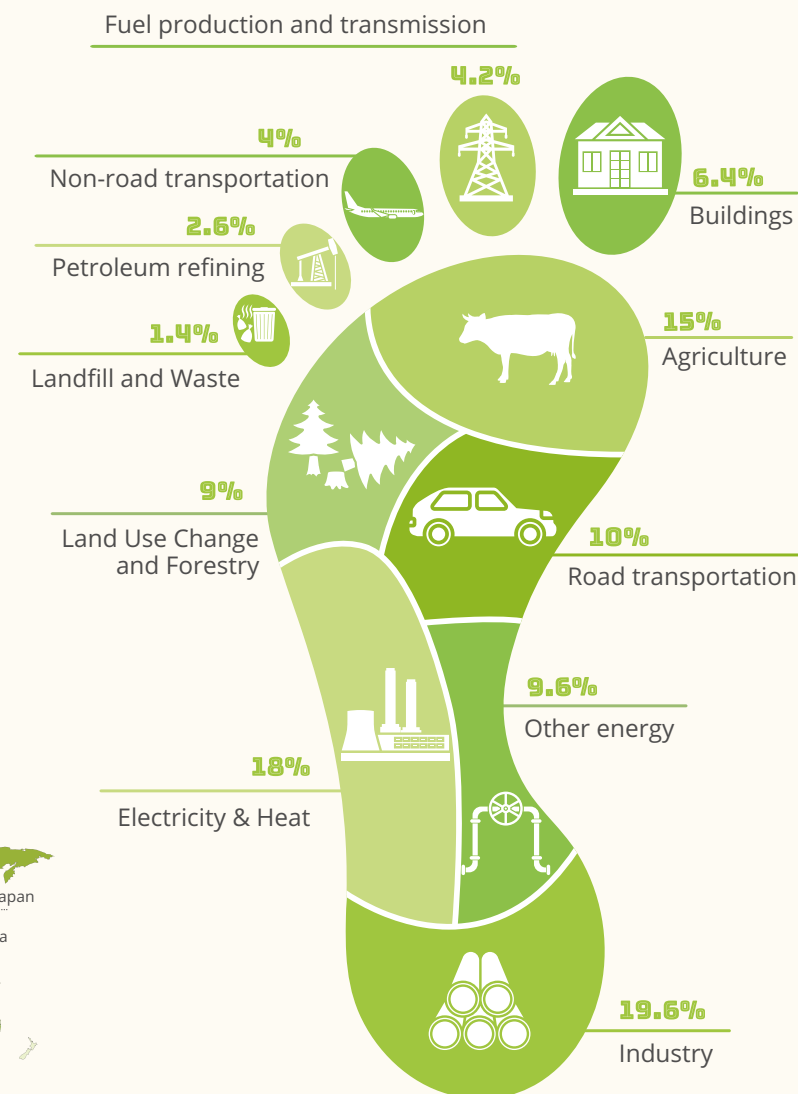 Fuel production and transmission
4.2%
4%
Non-road transportation
6.4%
Buildings
2.6%
Petroleum refining
1.4%
Landfill and Waste
15%
Agriculture
9%
Land Use Change
and Forestry
10%
Road transportation
9.6%
Other energy
18%
Electricity & Heat
apan
a
19.6%
Industry